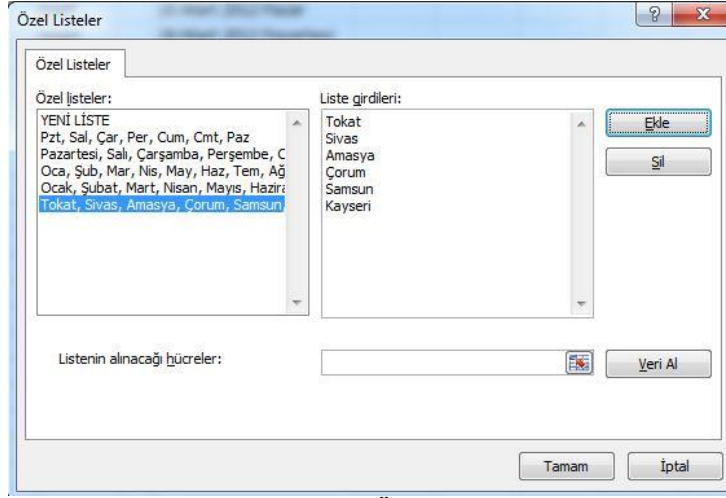 Özel Listeler
Özel Listeler
Özel listeler:
YENİ LİSTE
Pzt, Sal, Çar, Per, Cum, Cmt, Paz
Pazartesi, Salı, Çarşamba, Perşembe, C
Oca, Şub, Mar, Nis, May, Haz, Tem, Ağ
Ocak, Şubat, Mart, Nisan, Mayıs, Hazira
Tokat, Sivas, Amasya, Çorum, Samsun,
Liste girdileri:
Tokat
Sivas
Amasya
Çorum
Samsun
Kayseri
Ekle
Sil
Listenin alınacağı hücreler:
Veri Al
Tamam
İptal